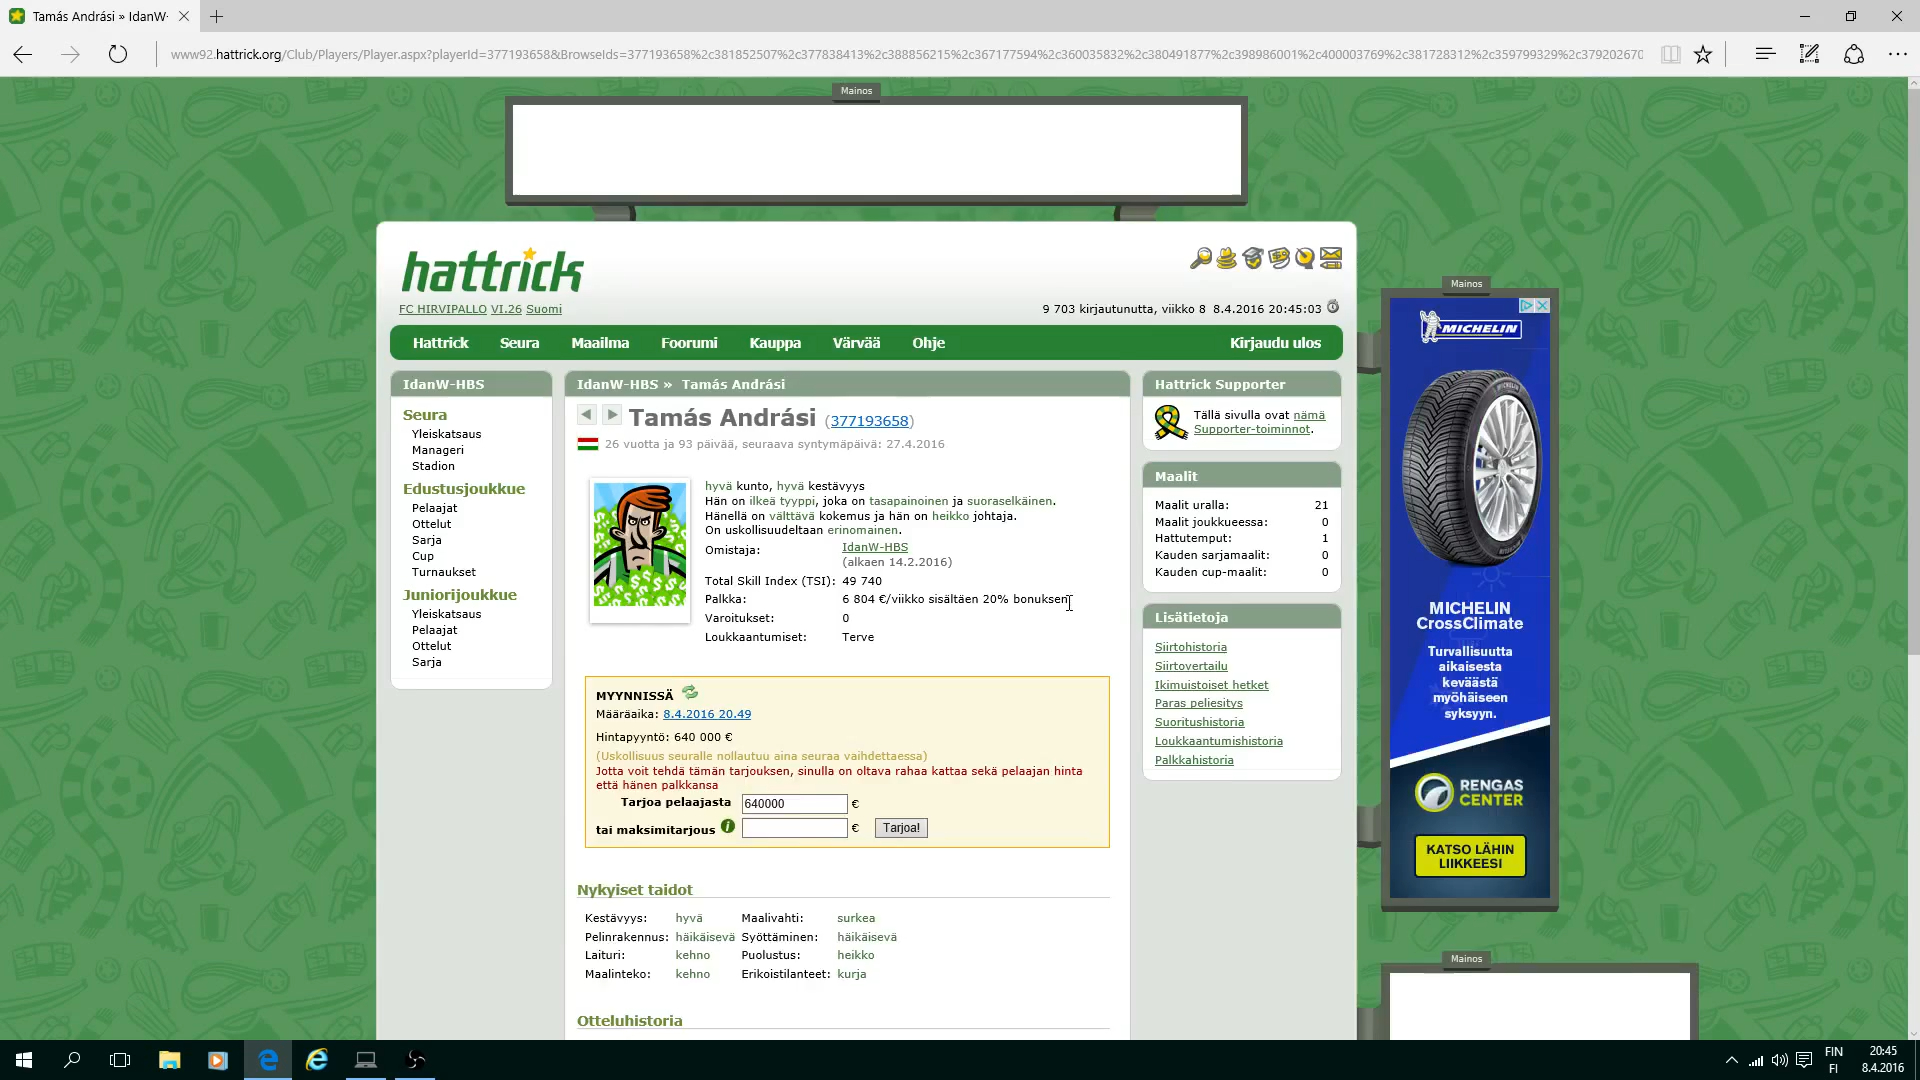 Tamás Andrási » IdanW-
www92.hattrick.org/Club/Players/Player.aspx?playerId=377193658&BrowseIds=377193658%2c381852507%2c377838413%2c388856215%2c367177594%2c360035832%2c380491877%2c398986001%2c400003769%2c381728312%2c359799329%2c379202670
Mainos
hattrick
FC HIRVIPALLO VI.26 Suomi
9 703 kirjautunutta, viikko 8 8.4.2016 20:45:03
Hattrick Seura Maailma Foorumi Kauppa Värvää Ohje Kirjaudu ulos
IdanW-HBS
Seura
Yleiskatsaus
Manageri
Stadion
Edustusjoukkue
Pelaajat
Ottelut
Sarja
Cup
Turnaukset
Juniorijoukkue
Yleiskatsaus
Pelaajat
Ottelut
Sarja
IdanW-HBS » Tamás Andrási
Tamás Andrási (377193658)
26 vuotta ja 93 päivää, seuraava syntymäpäivä: 27.4.2016
hyvä kunto, hyvä kestävyys
Hän on ilkeä tyyppi, joka on tasapainoinen ja suoraselkäinen.
Hänellä on välttävä kokemus ja hän on heikko johtaja.
On uskollisuudeltaan erinomainen.
Omistaja: IdanW-HBS
(alkaen 14.2.2016)
Total Skill Index (TSI): 49 740
Palkka: 6 804 €/viikko sisältäen 20% bonuksen
Varoitukset: 0
Loukkaantumiset: Terve
MYYNNISSÄ
Määräaika: 8.4.2016 20.49
Hintapyyntö: 640 000 €
(Uskollisuus seuralle nollautuu aina seuraa vaihdettaessa)
Jotta voit tehdä tämän tarjouksen, sinulla on oltava rahaa kattaa sekä pelaajan hinta
että hänen palkkansa
Tarjoa pelaajasta 640000 €
tai maksimitarjous € Tarjoa!
Nykyiset taidot
Kestävyys: hyvä Maalivahti: surkea
Pelinrakennus: häikäisevä Syöttäminen: häikäisevä
Laituri: kehno Puolustus: heikko
Maalinteko: kehno Erikoistilanteet: kurja
Otteluhistoria
Hattrick Supporter
Tällä sivulla ovat nämä
Supporter-toiminnot.
Maalit
Maalit uralla: 21
Maalit joukkueessa: 0
Hattutemput: 1
Kauden sarjamaalit: 0
Kauden cup-maalit: 0
Lisätietoja
Siirtohistoria
Siirtovertailu
Ikimuistoiset hetket
Paras peliesitys
Suoritushistoria
Loukkaantumishistoria
Palkkahistoria
Mainos
MICHELIN
MICHELIN
CrossClimate
Turvallisuutta
aikaisesta
keväästä
myöhäiseen
syksyyn.
RENGAS
CENTER
KATSO LÄHIN
LIIKKEESI
Mainos
FIN
FI
20:45
8.4.2016